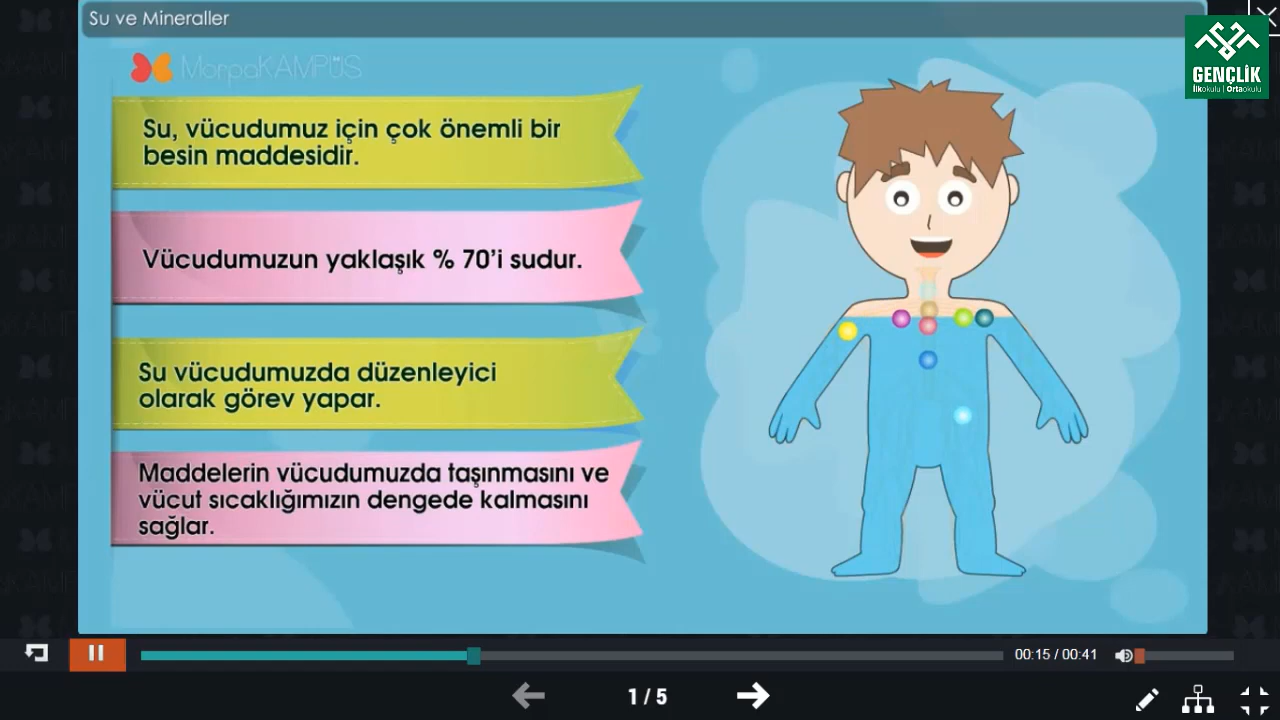 Su ve Mineraller
MorpaKAMPÜS
GENÇLİK
İlkokulu | Ortaokulu
Su, vücudumuz için çok önemli bir
besin maddesidir.
Vücudumuzun yaklaşık % 70'i sudur.
Su vücudumuzda düzenleyici
olarak görev yapar.
Maddelerin vücudumuzda taşınmasını ve
vücut sıcaklığımızın dengede kalmasını
sağlar.
00:15 / 00:41
1 / 5